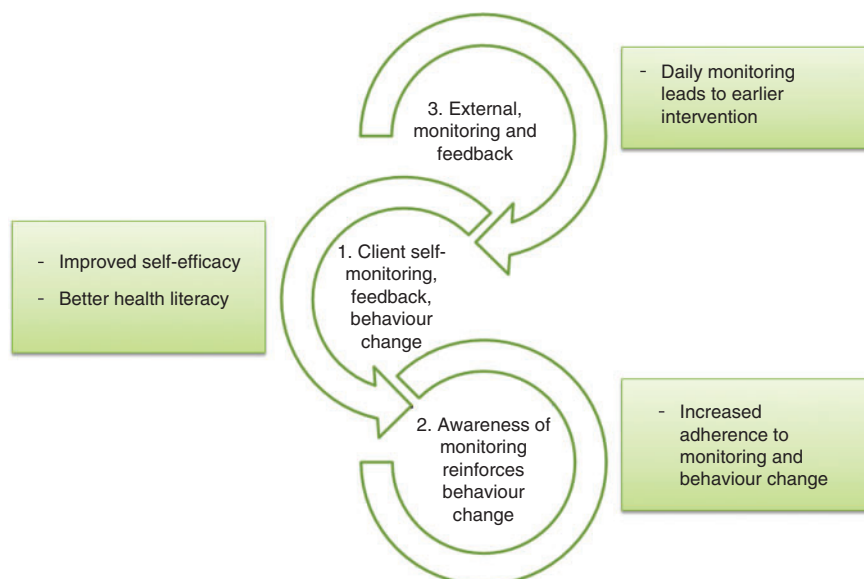 3. External,
monitoring and
feedback
- Daily monitoring
leads to earlier
intervention
- Improved self-efficacy
- Better health literacy
1. Client self-
monitoring,
feedback,
behaviour
change
2. Awareness of
monitoring
reinforces
behaviour
change
- Increased
adherence to
monitoring and
behaviour change